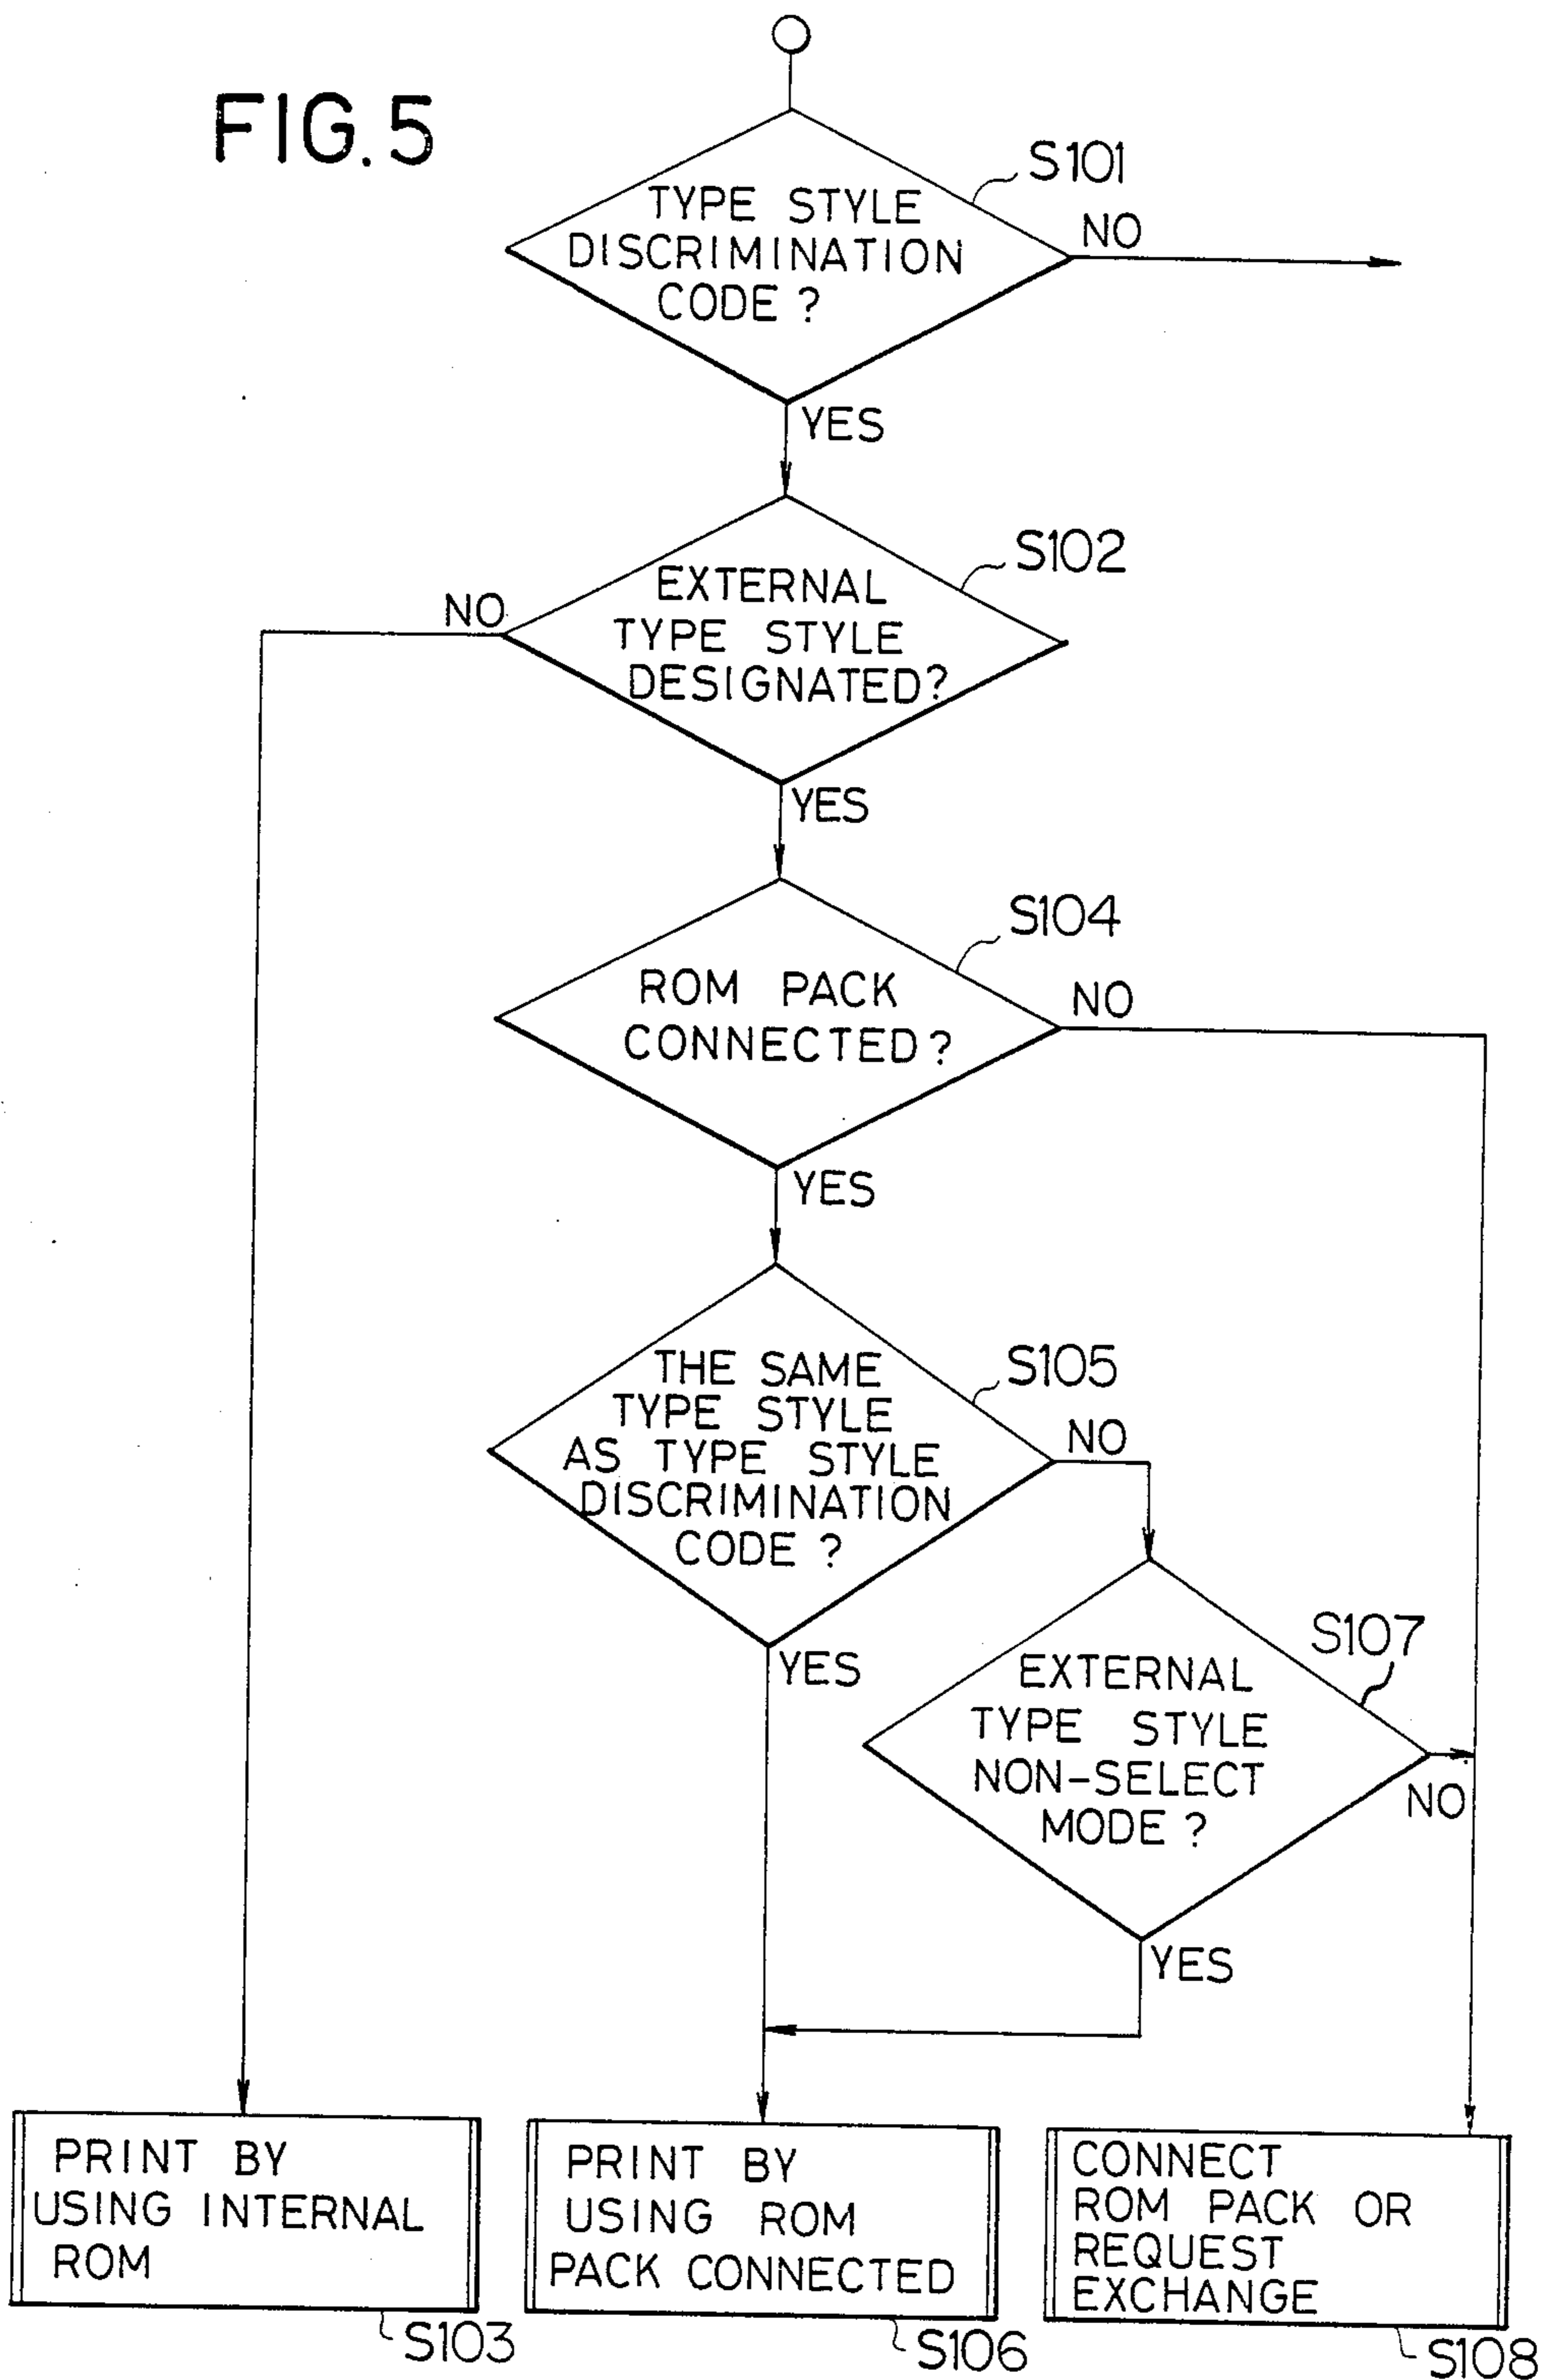 FIG. 5
S101
TYPE STYLE
DISCRIMINATION
CODE ?
NO
YES
S102
EXTERNAL
TYPE STYLE
DESIGNATED?
NO
YES
S104
ROM PACK
CONNECTED ?
NO
YES
S105
THE SAME
TYPE STYLE
AS TYPE STYLE
DISCRIMINATION
CODE ?
NO
YES
S107
EXTERNAL
TYPE STYLE
NON-SELECT
MODE ?
NO
YES
PRINT BY
USING INTERNAL
ROM
S103
PRINT BY
USING ROM
PACK CONNECTED
S106
CONNECT
ROM PACK OR
REQUEST
EXCHANGE
S108